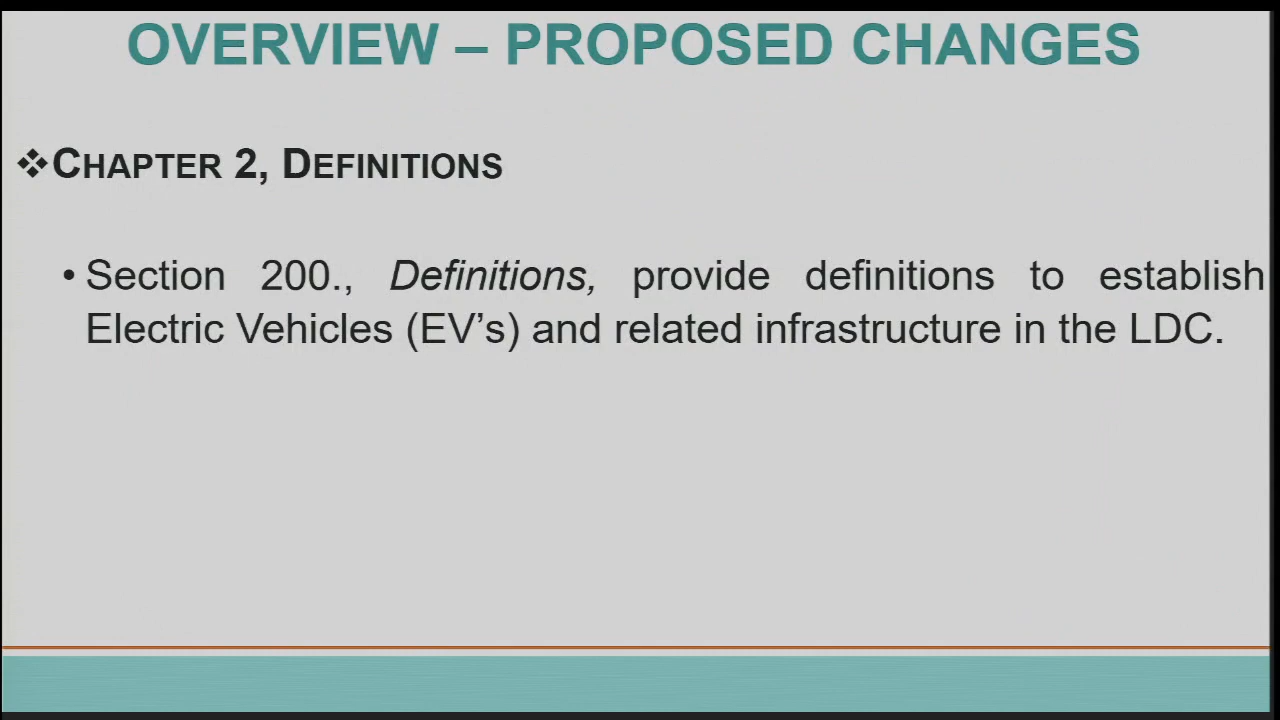 OVERVIEW – PROPOSED CHANGES
❖CHAPTER 2, DEFINITIONS
• Section 200., Definitions, provide definitions to establish
Electric Vehicles (EV’s) and related infrastructure in the LDC.